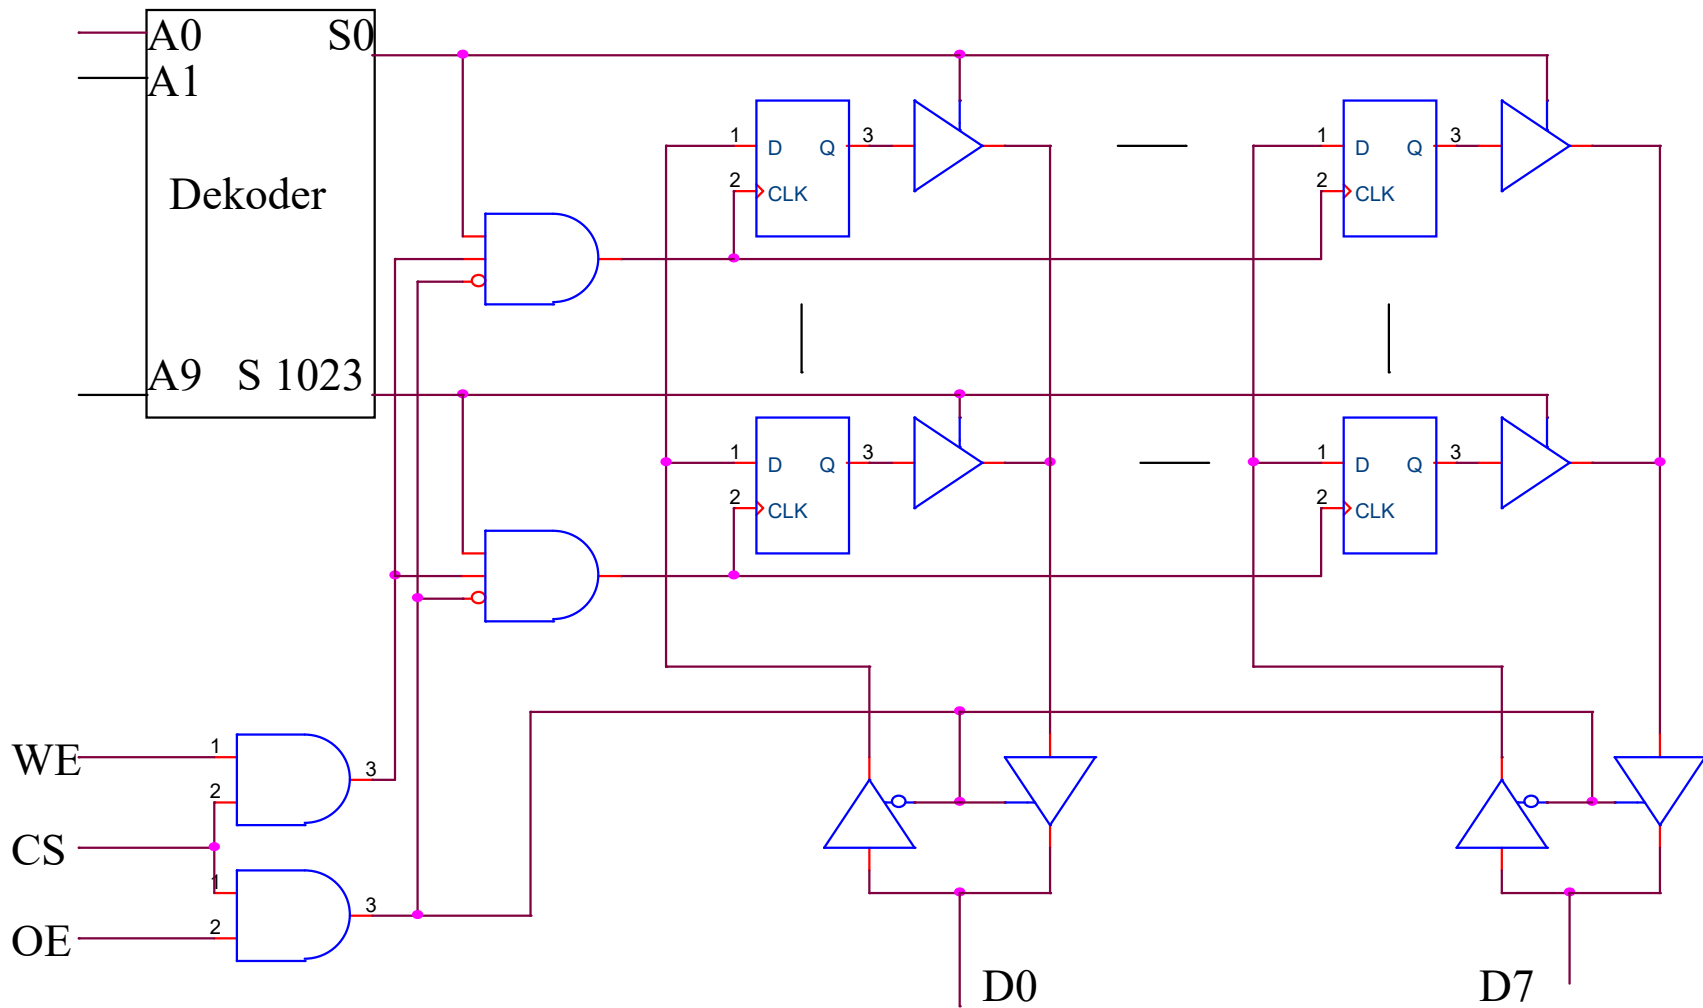 A0 S0
A1
1 D Q 3 1 D Q 3
2 CLK 2 CLK
Dekoder
A9 S 1023
1 D Q 3 1 D Q 3
2 CLK 2 CLK
WE 1
3
2
CS
1
3
OE 2
D0 D7